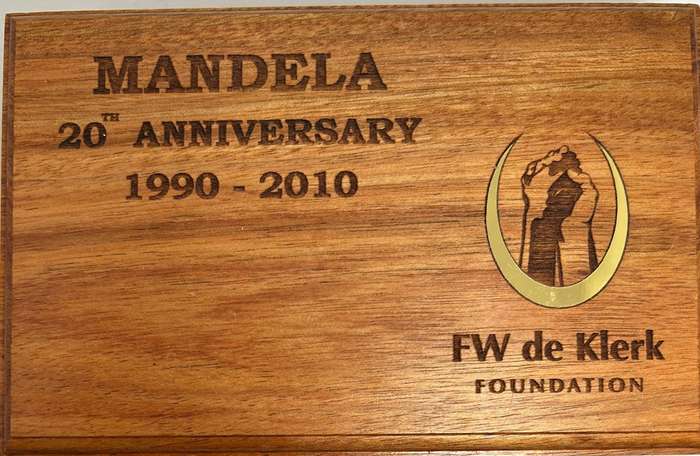 MANDELA
20TH ANNIVERSARY
1990 - 2010
FW de Klerk
FOUNDATION